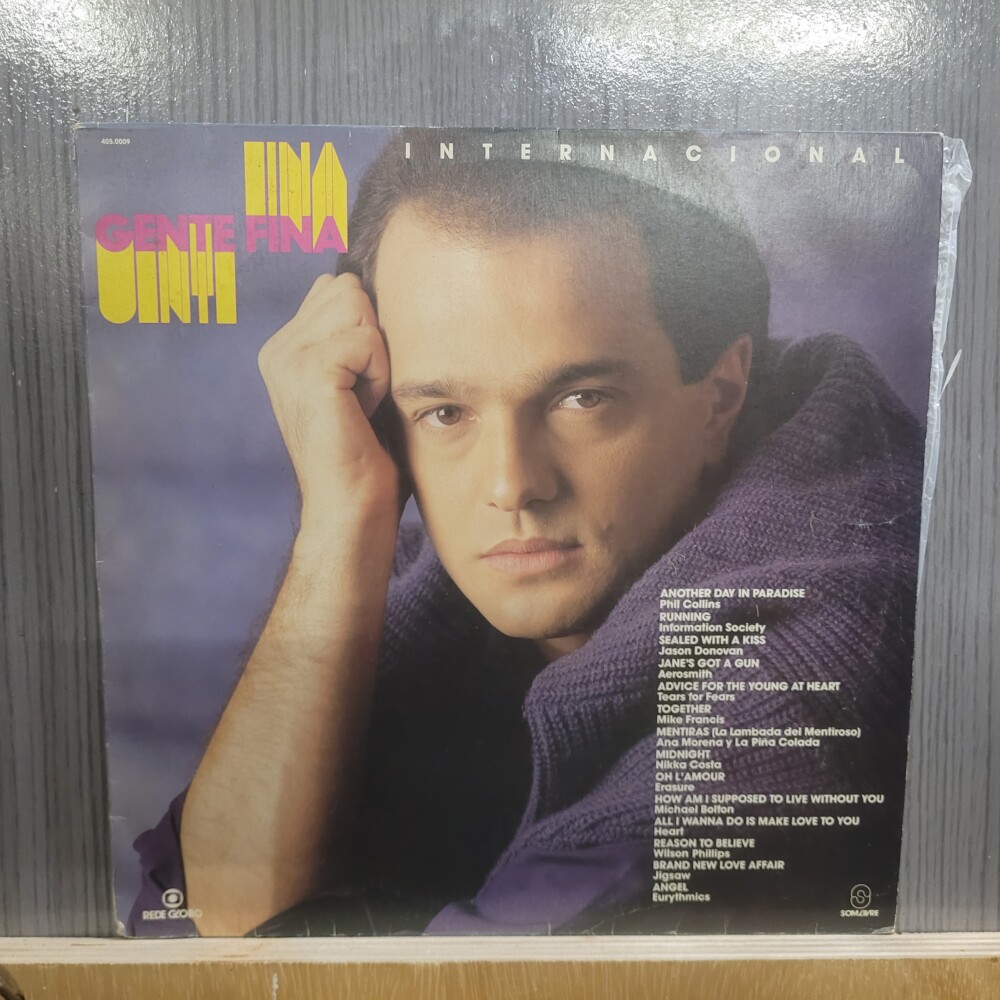 405.0009
INTERNACIONAL
GENTE FINA
ANOTHER DAY IN PARADISE
Phil Collins
RUNNING
Information Society
SEALED WITH A KISS
Jason Donovan
JANE'S GOT A GUN
Aerosmith
ADVICE FOR THE YOUNG AT HEART
Tears for Fears
TOGETHER
Mike Francis
MENTIRAS (La Lambada del Mentiroso)
Ana Morena y La Piña Colada
MIDNIGHT
Nikka Costa
OH L'AMOUR
Erasure
HOW AM I SUPPOSED TO LIVE WITHOUT YOU
Michael Bolton
ALL I WANNA DO IS MAKE LOVE TO YOU
Heart
REASON TO BELIEVE
Wilson Phillips
BRAND NEW LOVE AFFAIR
Jigsaw
ANGEL
Eurythmics
REDE GLOBO
SOM LIVRE